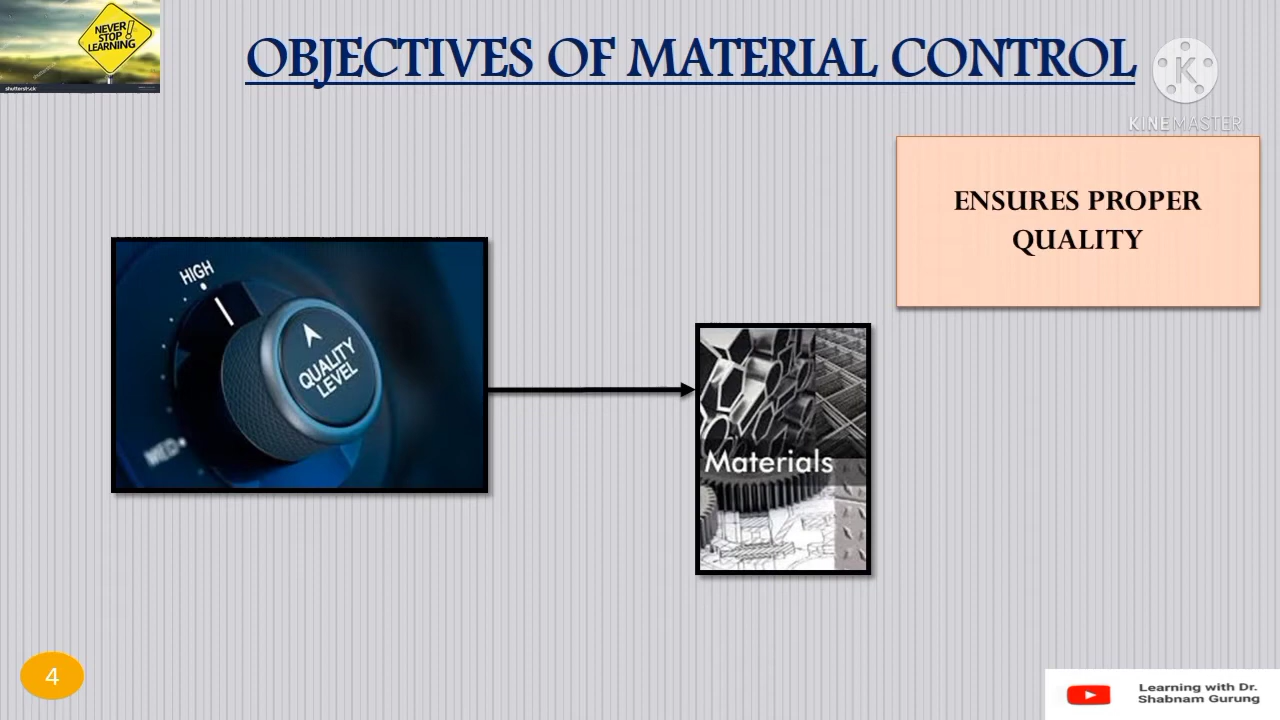 NEVER
STOP
LEARNING!
OBJECTIVES OF MATERIAL CONTROL
K
KINEMASTER
ENSURES PROPER
QUALITY
HIGH
QUALITY
LEVEL
MED
Materials
4
Learning with Dr.
Shabnam Gurung